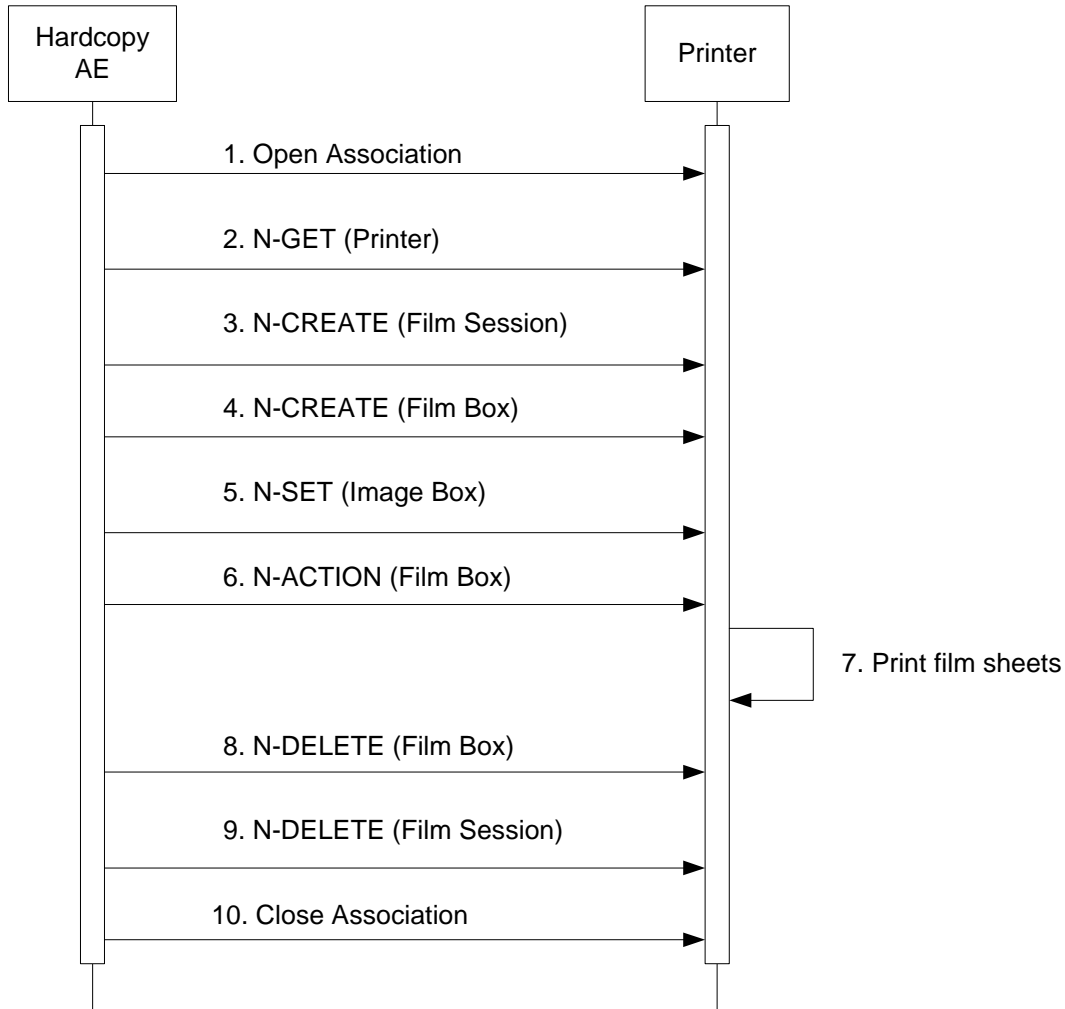 Hardcopy
AE
Printer
1. Open Association
2. N-GET (Printer)
3. N-CREATE (Film Session)
4. N-CREATE (Film Box)
5. N-SET (Image Box)
6. N-ACTION (Film Box)
7. Print film sheets
8. N-DELETE (Film Box)
9. N-DELETE (Film Session)
10. Close Association